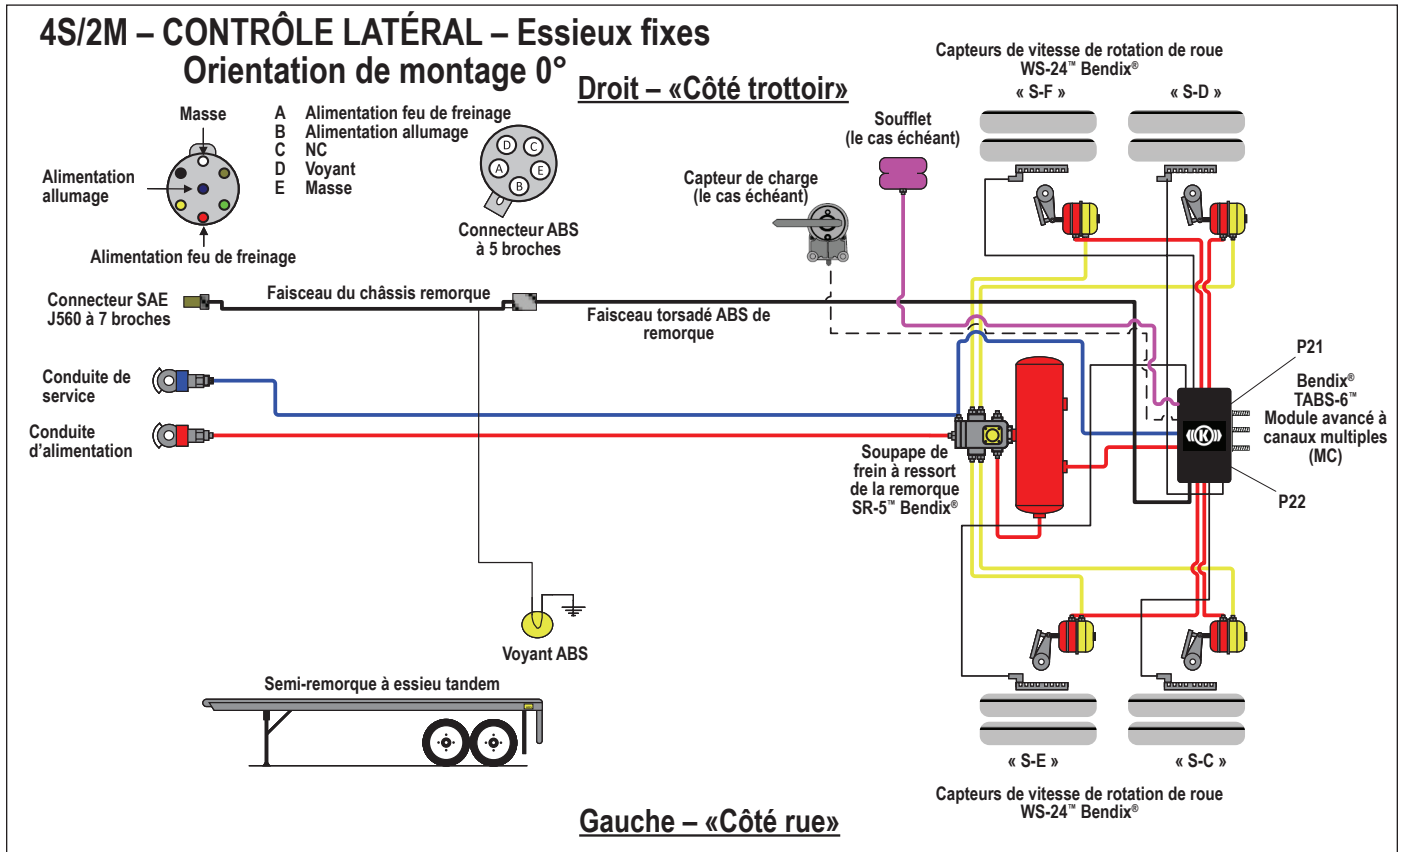 4S/2M – CONTRÔLE LATÉRAL – Essieux fixes
Orientation de montage 0°
Droit – «Côté trottoir»
Masse
A Alimentation feu de freinage
B Alimentation allumage
C NC
D Voyant
E Masse
Alimentation
allumage
Alimentation feu de freinage
D
C
A
E
B
Connecteur ABS
à 5 broches
Capteur de charge
(le cas échéant)
Soufflet
(le cas échéant)
Capteurs de vitesse de rotation de roue
WS-24™ Bendix®
« S-F »
« S-D »
Connecteur SAE
J560 à 7 broches
Faisceau du châssis remorque
Faisceau torsadé ABS de
remorque
Conduite de
service
Conduite
d’alimentation
Soupape de
frein à ressort
de la remorque
SR-5™ Bendix®
P21
Bendix®
TABS-6™
Module avancé à
canaux multiples
(MC)
K
P22
Voyant ABS
Semi-remorque à essieu tandem
« S-E »
« S-C »
Capteurs de vitesse de rotation de roue
WS-24™ Bendix®
Gauche – «Côté rue»